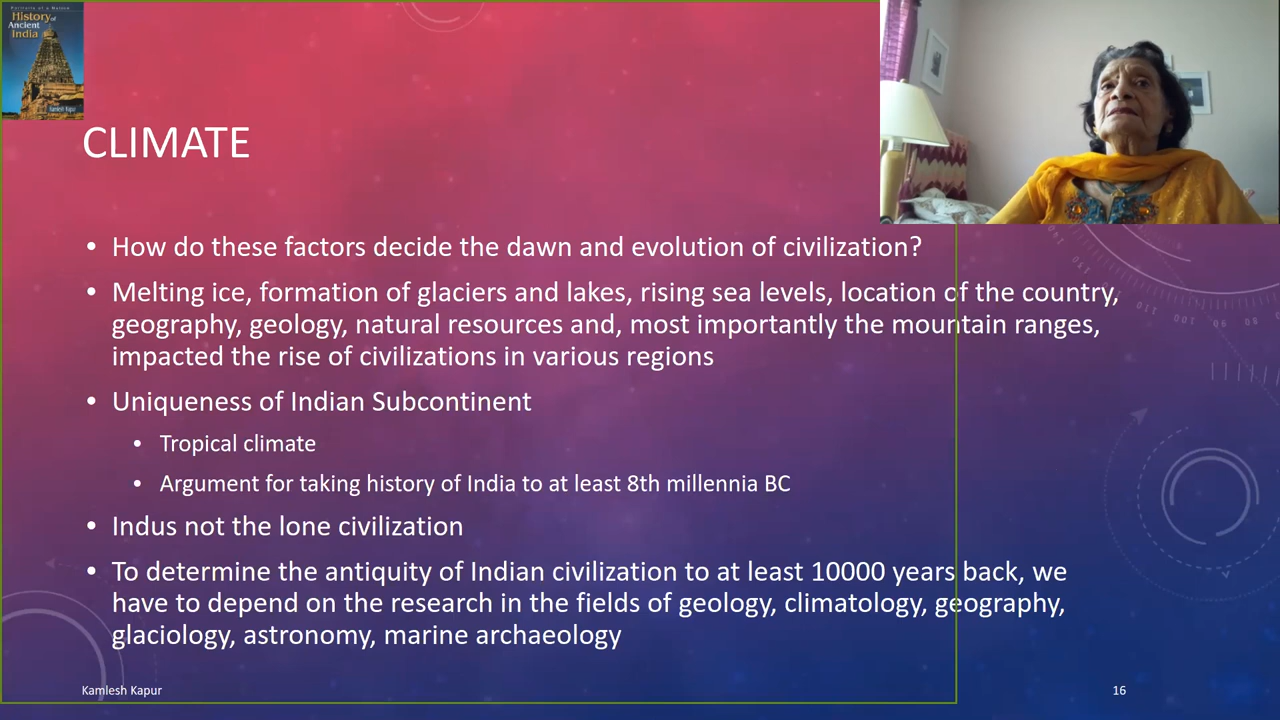 Portraits of a Nation
History of
Ancient
India
Kamlesh Kapur
CLIMATE
• How do these factors decide the dawn and evolution of civilization?
• Melting ice, formation of glaciers and lakes, rising sea levels, location of the country,
geography, geology, natural resources and, most importantly the mountain ranges,
impacted the rise of civilizations in various regions
• Uniqueness of Indian Subcontinent
• Tropical climate
• Argument for taking history of India to at least 8th millennia BC
• Indus not the lone civilization
• To determine the antiquity of Indian civilization to at least 10000 years back, we
have to depend on the research in the fields of geology, climatology, geography,
glaciology, astronomy, marine archaeology
Kamlesh Kapur
16